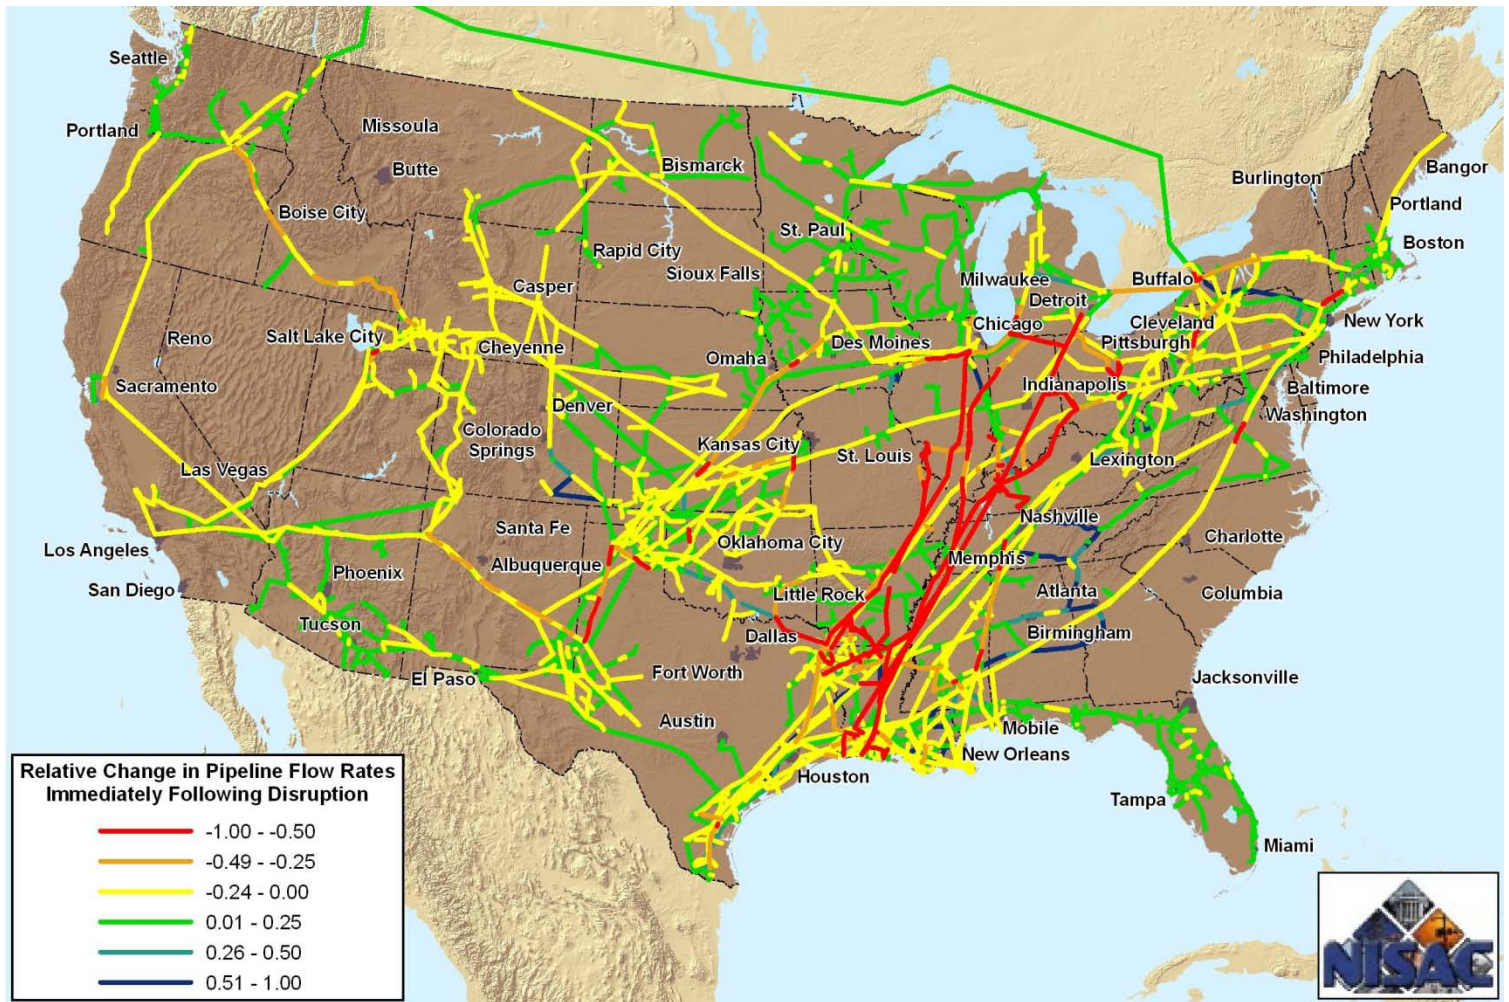 Seattle
Portland
Missoula
Butte
Bismarck
Burlington
Bangor
Portland
Boise City
St. Paul
Boston
Rapid City
Sioux Falls
Milwaukee
Buffalo
Casper
Detroit
Reno
Salt Lake City
Cheyenne
Chicago
Cleveland
New York
Des Moines
Pittsburgh
Omaha
Philadelphia
Sacramento
Indianapolis
Baltimore
Denver
Washington
Colorado
Springs
Kansas City
St. Louis
Las Vegas
Lexington
Santa Fe
Nashville
Los Angeles
Oklahoma City
Charlotte
Albuquerque
Memphis
San Diego
Phoenix
Little Rock
Atlanta
Columbia
Tucson
Dallas
Birmingham
El Paso
Fort Worth
Jacksonville
Austin
Mobile
New Orleans
Houston
Tampa
Miami
Relative Change in Pipeline Flow Rates
Immediately Following Disruption
-1.00 - -0.50
-0.49 - -0.25
-0.24 - 0.00
0.01 - 0.25
0.26 - 0.50
0.51 - 1.00
NISAC